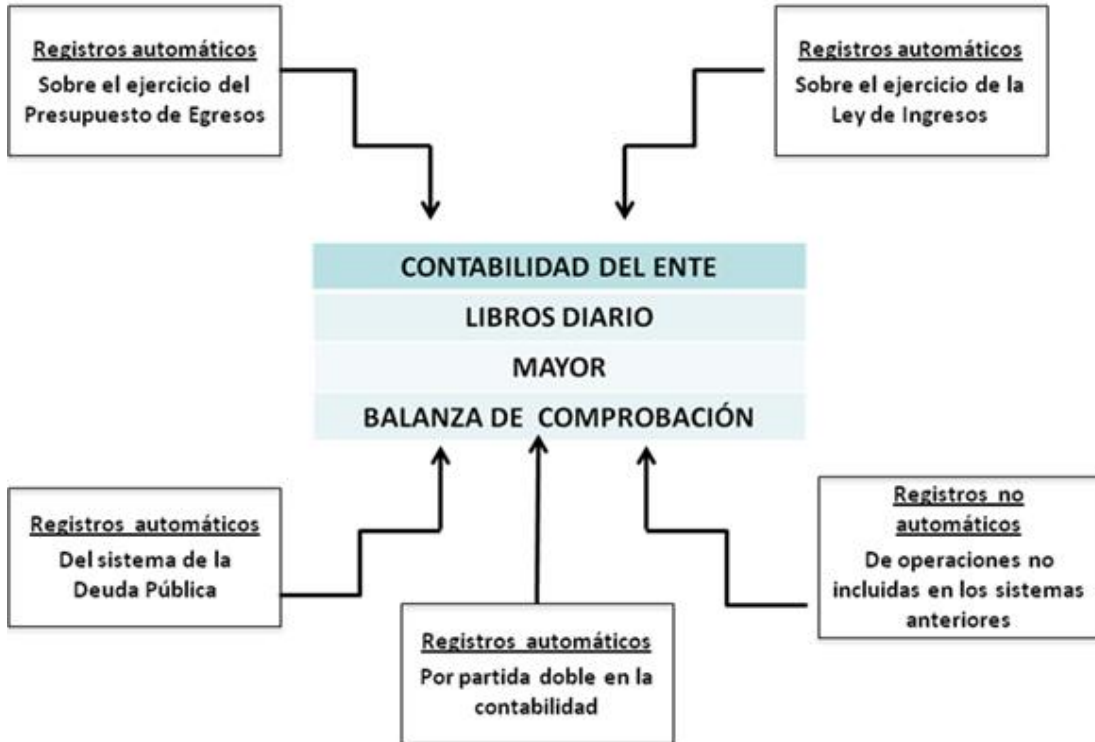 Registros automáticos
Sobre el ejercicio del
Presupuesto de Egresos
Registros automáticos
Sobre el ejercicio de la
Ley de Ingresos
CONTABILIDAD DEL ENTE
LIBROS DIARIO
MAYOR
BALANZA DE COMPROBACIÓN
Registros automáticos
Del sistema de la
Deuda Pública
Registros automáticos
Por partida doble en la
contabilidad
Registros no
automáticos
De operaciones no
incluidas en los sistemas
anteriores